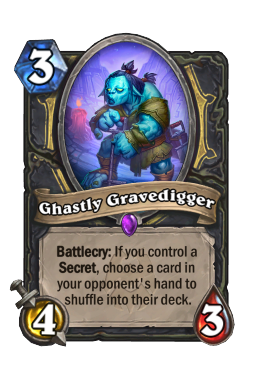 3
Ghastly Gravedigger
Battlecry: If you control a
Secret, choose a card in
your opponent's hand to
shuffle into their deck.
4
3